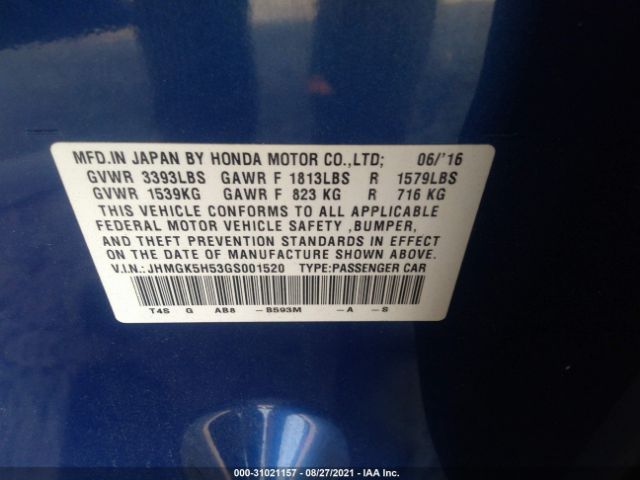 MFD.IN JAPAN BY HONDA MOTOR CO.,LTD; 06/'16
GVWR 3393LBS GAWR F 1813LBS R 1579LBS
GVWR 1539KG GAWR F 823 KG R 716 KG
THIS VEHICLE CONFORMS TO ALL APPLICABLE
FEDERAL MOTOR VEHICLE SAFETY ,BUMPER,
AND THEFT PREVENTION STANDARDS IN EFFECT
ON THE DATE OF MANUFACTURE SHOWN ABOVE.
V.I.N.: JHMGK5H53GS001520 TYPE:PASSENGER CAR
T4S G AB8 -B593M -A -S
000-31021157 - 08/27/2021 - IAA Inc.